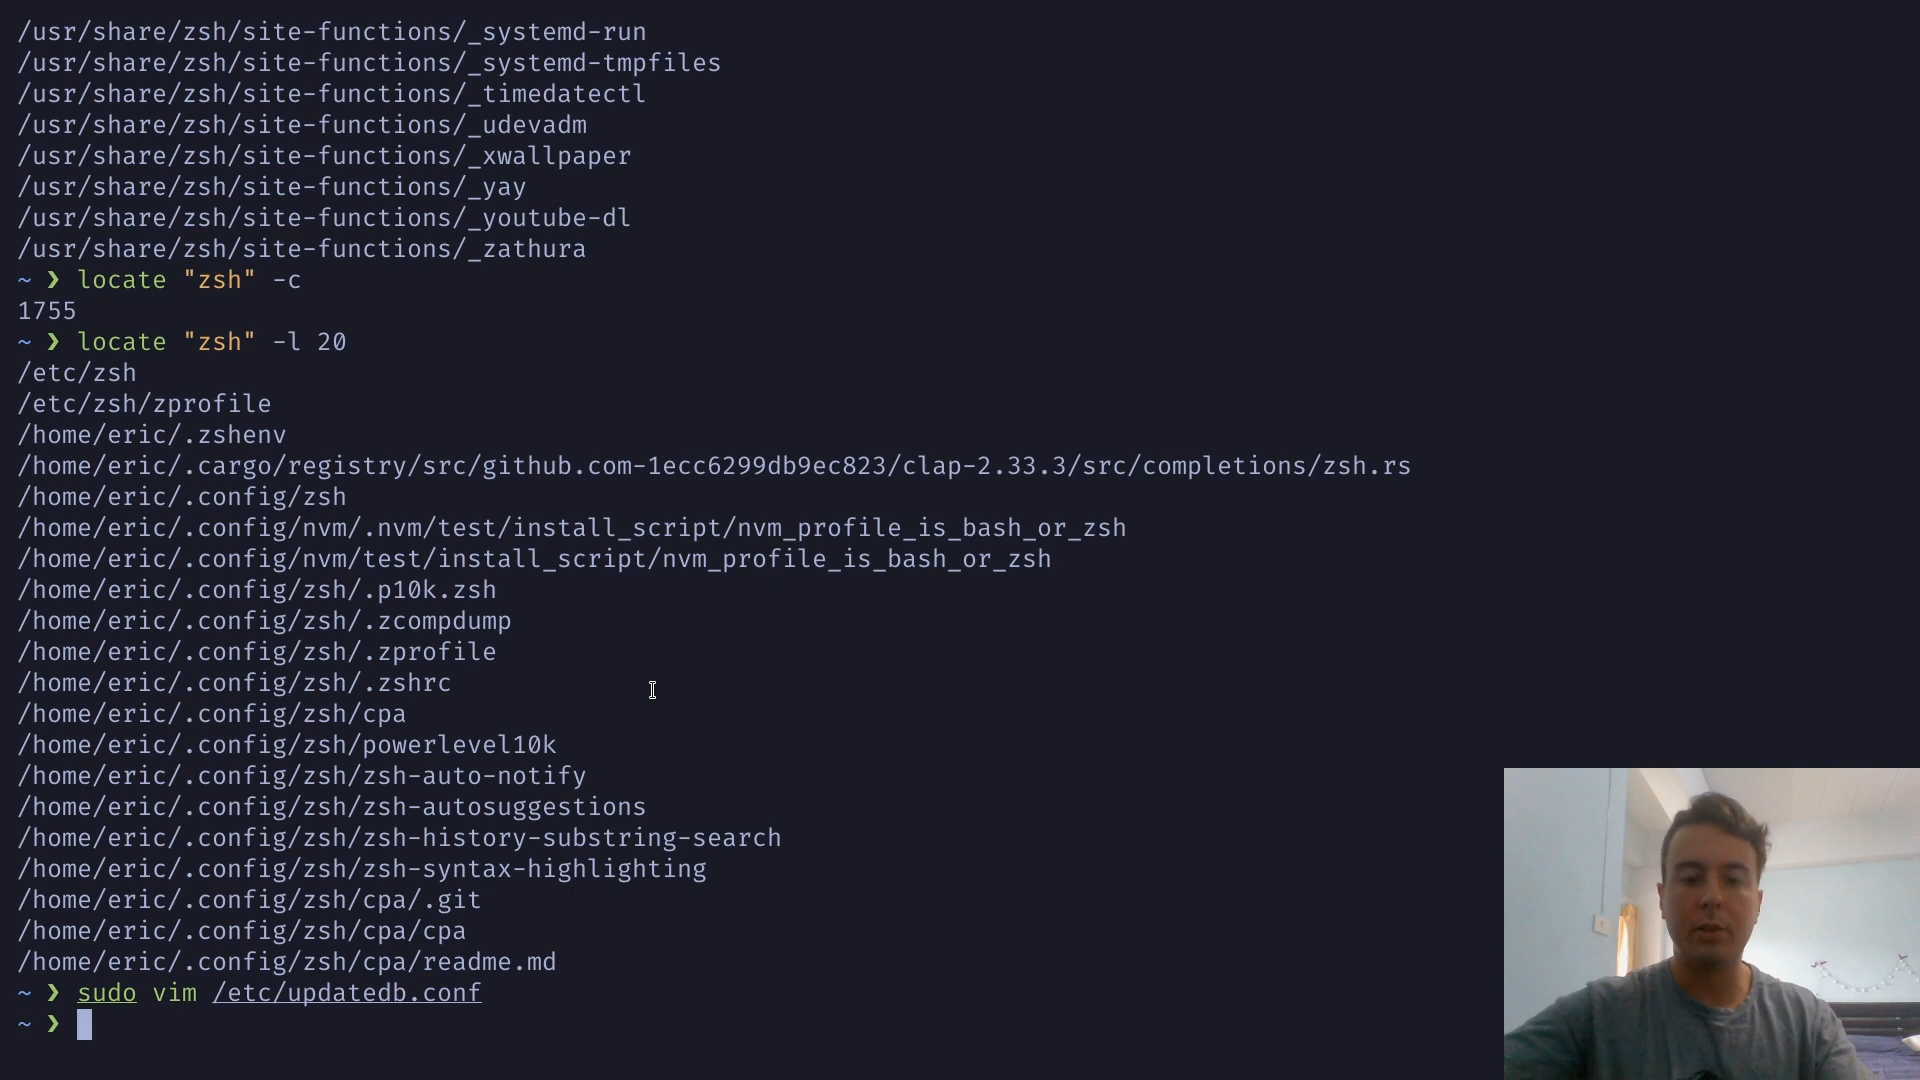 /usr/share/zsh/site-functions/_systemd-run
/usr/share/zsh/site-functions/_systemd-tmpfiles
/usr/share/zsh/site-functions/_timedatectl
/usr/share/zsh/site-functions/_udevadm
/usr/share/zsh/site-functions/_xwallpaper
/usr/share/zsh/site-functions/_yay
/usr/share/zsh/site-functions/_youtube-dl
/usr/share/zsh/site-functions/_zathura
~ ❯ locate "zsh" -c
1755
~ ❯ locate "zsh" -l 20
/etc/zsh
/etc/zsh/zprofile
/home/eric/.zshenv
/home/eric/.cargo/registry/src/github.com-1ecc6299db9ec823/clap-2.33.3/src/completions/zsh.rs
/home/eric/.config/zsh
/home/eric/.config/nvm/.nvm/test/install_script/nvm_profile_is_bash_or_zsh
/home/eric/.config/nvm/test/install_script/nvm_profile_is_bash_or_zsh
/home/eric/.config/zsh/.p10k.zsh
/home/eric/.config/zsh/.zcompdump
/home/eric/.config/zsh/.zprofile
/home/eric/.config/zsh/.zshrc
/home/eric/.config/zsh/cpa
/home/eric/.config/zsh/powerlevel10k
/home/eric/.config/zsh/zsh-auto-notify
/home/eric/.config/zsh/zsh-autosuggestions
/home/eric/.config/zsh/zsh-history-substring-search
/home/eric/.config/zsh/zsh-syntax-highlighting
/home/eric/.config/zsh/cpa/.git
/home/eric/.config/zsh/cpa/cpa
/home/eric/.config/zsh/cpa/readme.md
~ ❯ sudo vim /etc/updatedb.conf
~ ❯